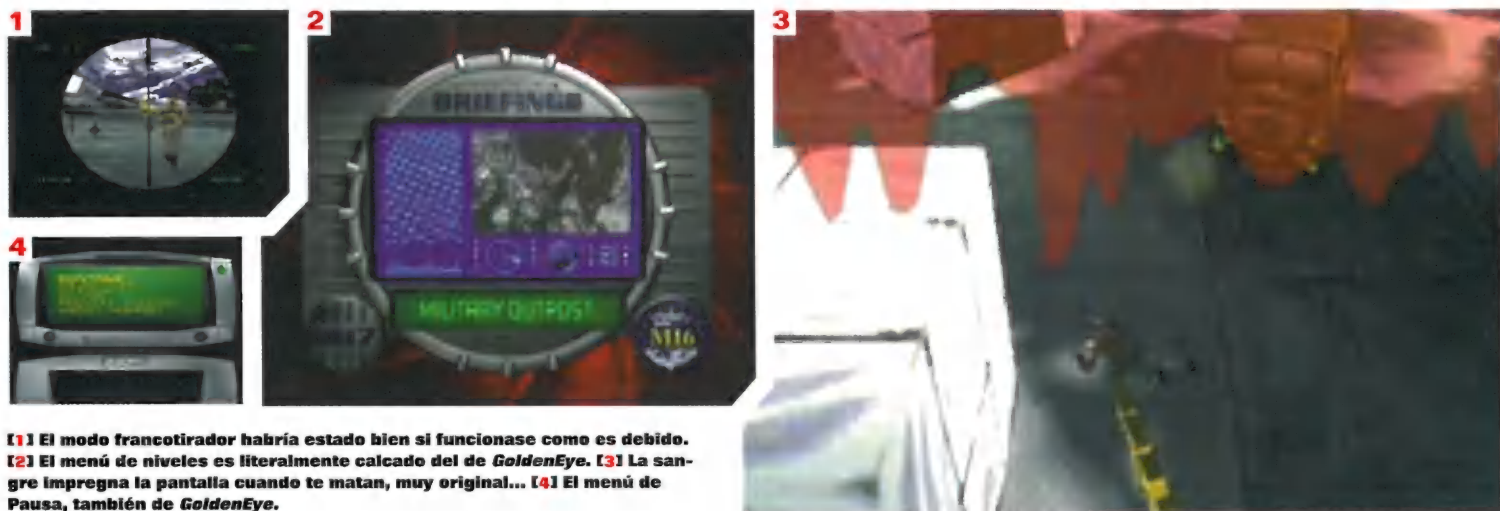 1
2
3
BRIEFINGS
MILITARY OUTPOST
MI6
4
[1] El modo francotirador habría estado bien si funcionase como es debido.
[2] El menú de niveles es literalmente calcado del de GoldenEye. [3] La san-
gre impregna la pantalla cuando te matan, muy original... [4] El menú de
Pausa, también de GoldenEye.